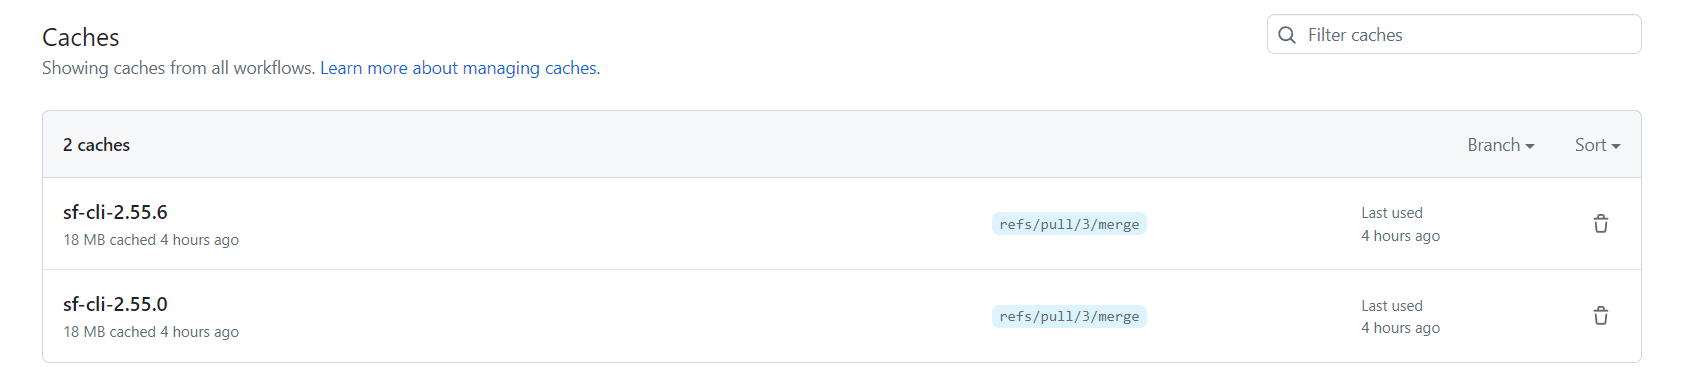 Caches
Filter caches
Showing caches from all workflows. Learn more about managing caches.
2 caches
Branch
Sort
sf-cli-2.55.6
18 MB cached 4 hours ago
refs/pull/3/merge
Last used
4 hours ago
sf-cli-2.55.0
18 MB cached 4 hours ago
refs/pull/3/merge
Last used
4 hours ago